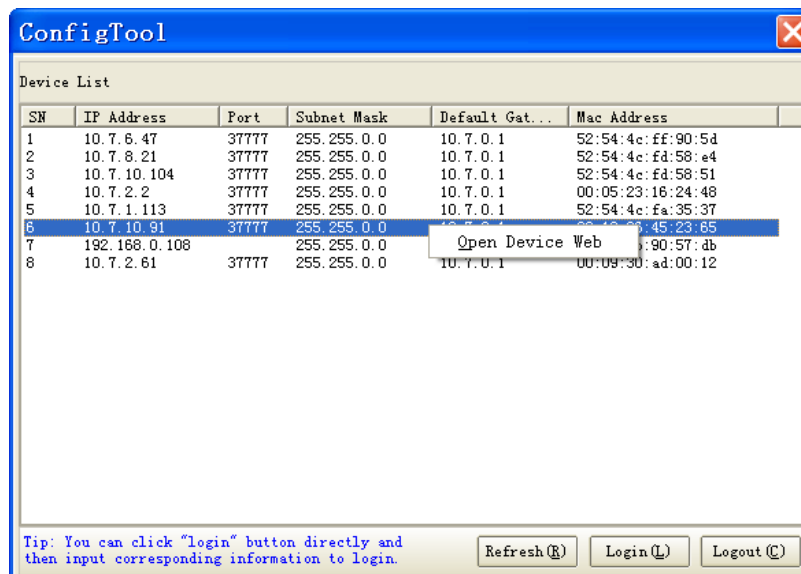 ConfigTool
Device List
SN IP Address Port Subnet Mask Default Gat... Mac Address
1 10.7.6.47 37777 255.255.0.0 10.7.0.1 52:54:4c:ff:90:5d
2 10.7.8.21 37777 255.255.0.0 10.7.0.1 52:54:4c:fd:58:e4
3 10.7.10.104 37777 255.255.0.0 10.7.0.1 52:54:4c:fd:58:51
4 10.7.2.2 37777 255.255.0.0 10.7.0.1 00:05:23:16:24:48
5 10.7.1.113 37777 255.255.0.0 10.7.0.1 52:54:4c:fa:35:37
6 10.7.10.91 37777 255.255.0.0 :45:23:65
Open Device Web
7 192.168.0.108 255.255.0.0 :90:57:db
8 10.7.2.61 37777 255.255.0.0 10.7.0.1 00:09:30:ad:00:12
Tip: You can click "login" button directly and
then input corresponding information to login.
Refresh(R) Login(L) Logout(C)